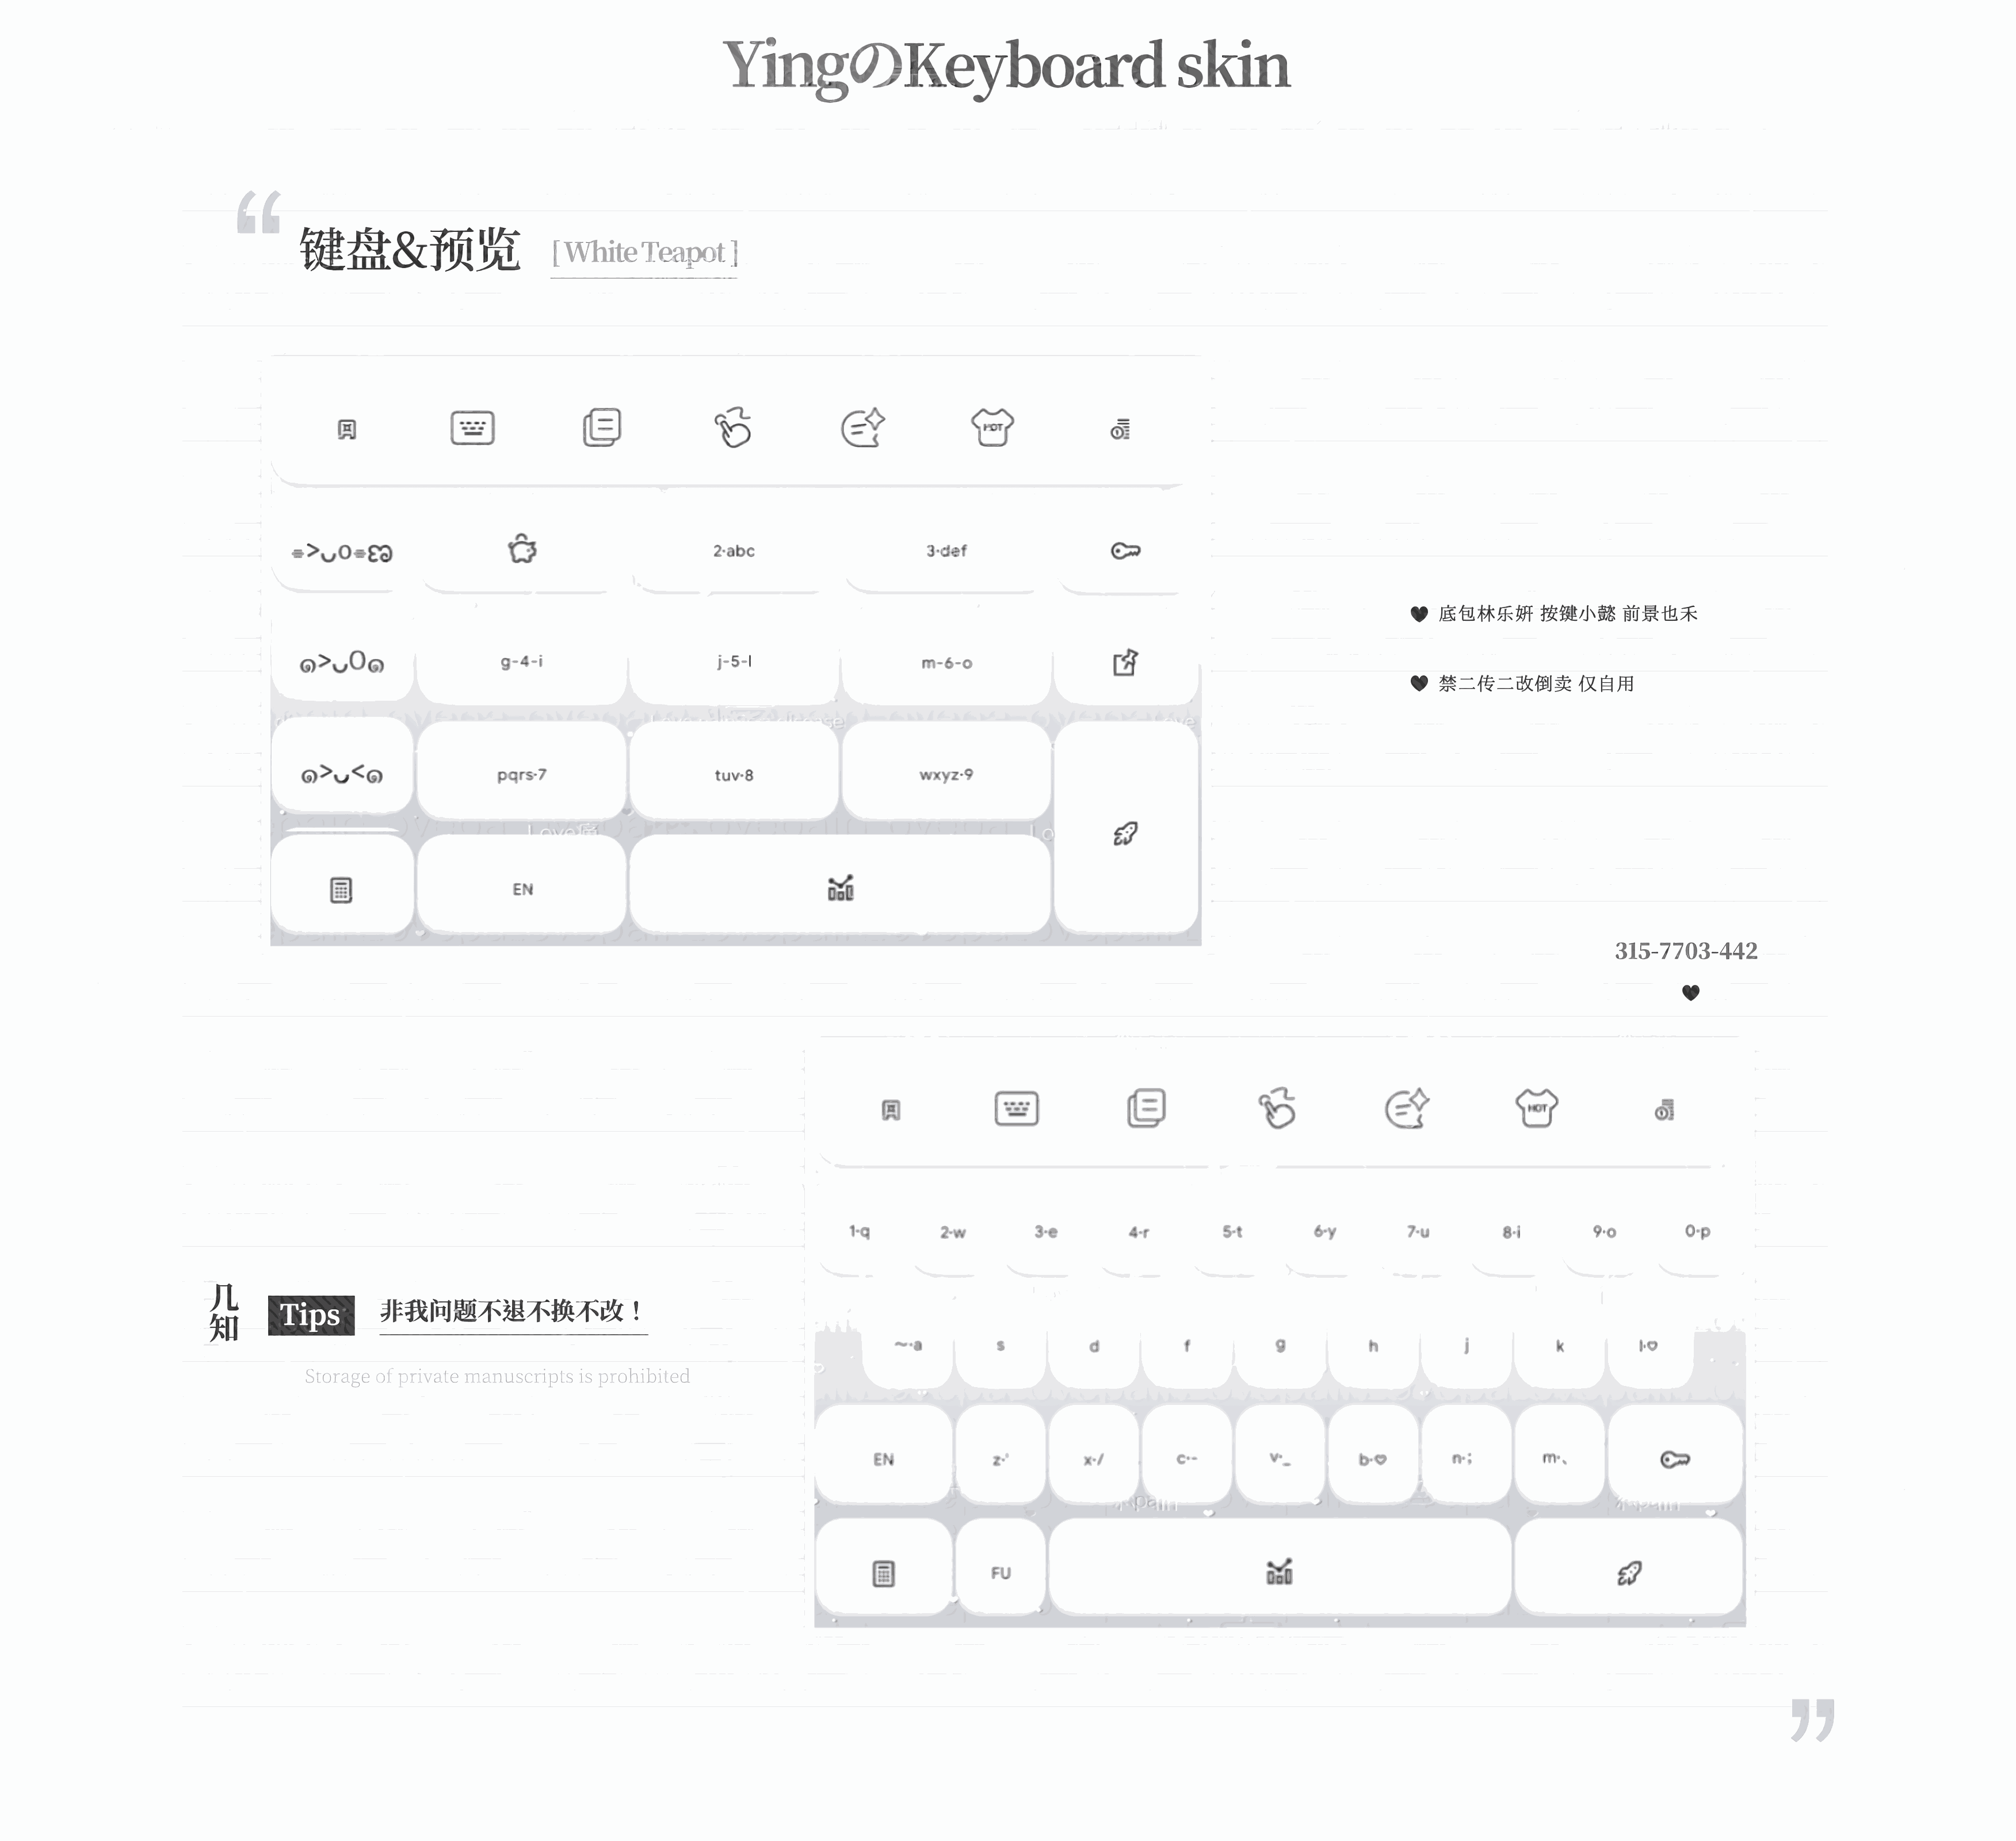 YingのKeyboard skin
键盘&预览 [ White Teapot ]
HOT
2·abc 3·def
g-4-i j-5-l m-6-o
pqrs·7 tuv·8 wxyz·9
EN
底包林乐妍 按键小懿 前景也禾
禁二传二改倒卖 仅自用
315-7703-442
HOT
1·q 2·w 3·e 4·r 5·t 6·y 7·u 8·i 9·o 0·p
~·a s d f g h j k l·♡
EN z·' x·/ c·- v·_ b·♡ n·; m·、
FU
几知
Tips 非我问题不退不换不改！
Storage of private manuscripts is prohibited